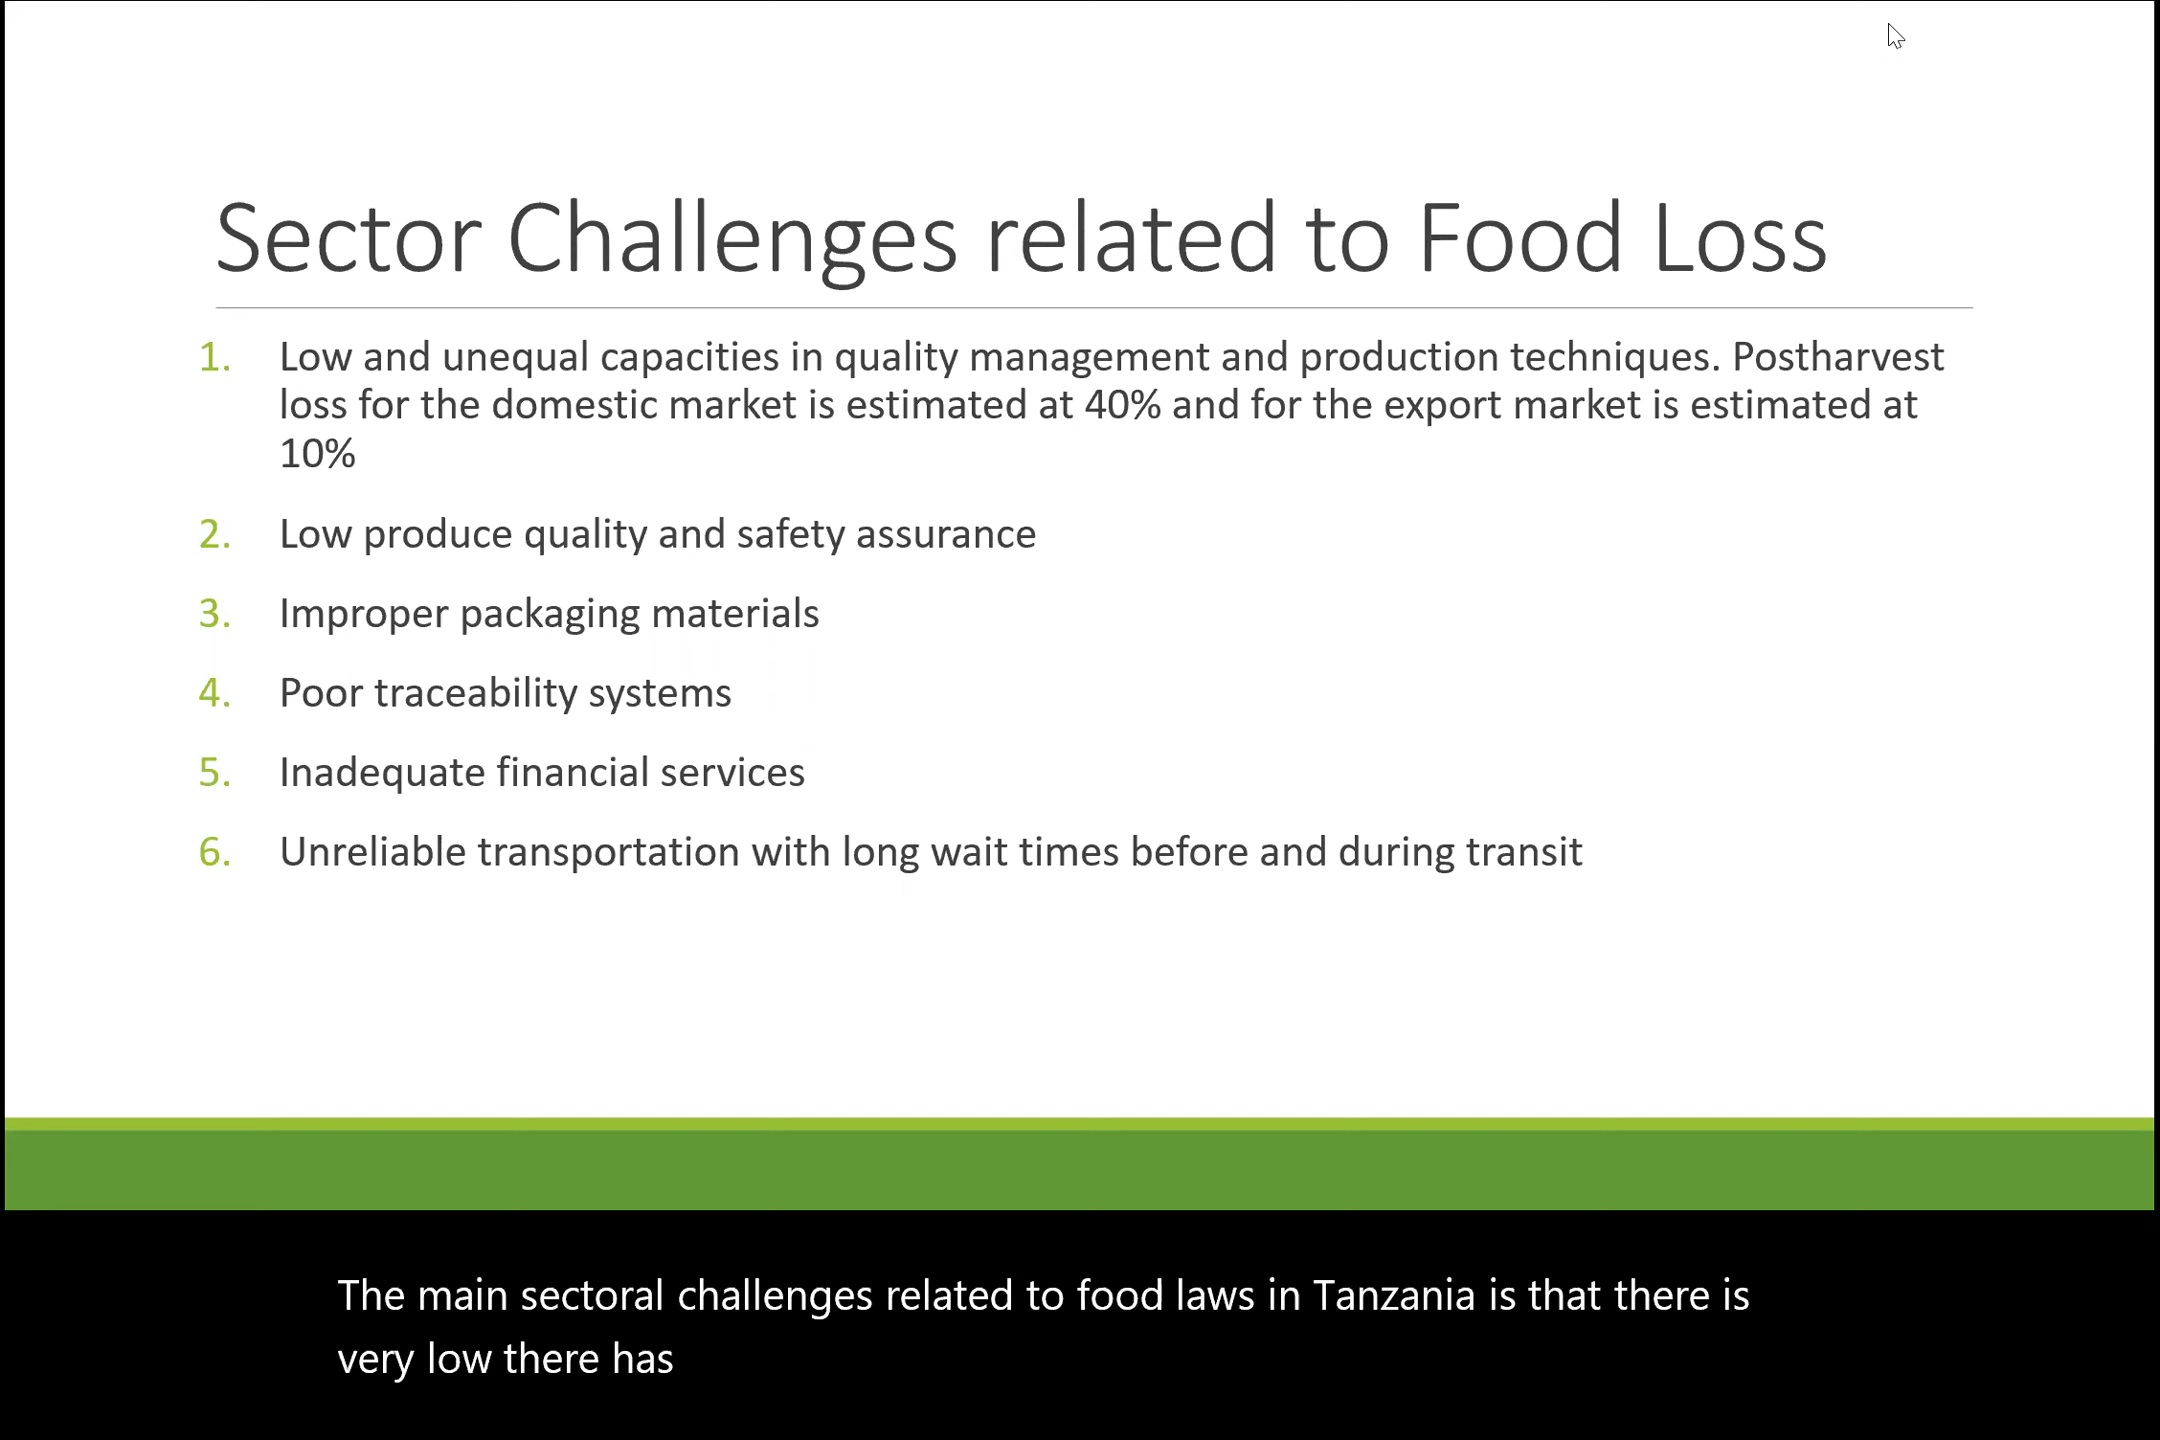 Sector Challenges related to Food Loss
1. Low and unequal capacities in quality management and production techniques. Postharvest
loss for the domestic market is estimated at 40% and for the export market is estimated at
10%
2. Low produce quality and safety assurance
3. Improper packaging materials
4. Poor traceability systems
5. Inadequate financial services
6. Unreliable transportation with long wait times before and during transit
The main sectoral challenges related to food laws in Tanzania is that there is
very low there has